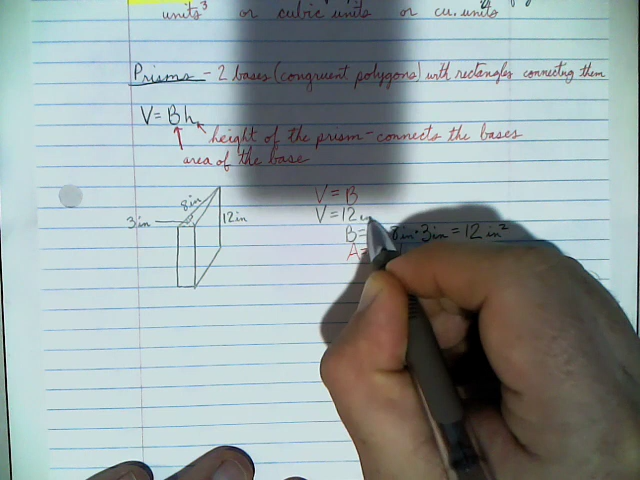 units³ or cubic units or cu. units
Prisms - 2 bases (congruent polygons) with rectangles connecting them
V = Bh
height of the prism - connects the bases
area of the base
8in
3in
12in
V = B
V = 12 in
B = 8in · 3in = 12 in²
A =